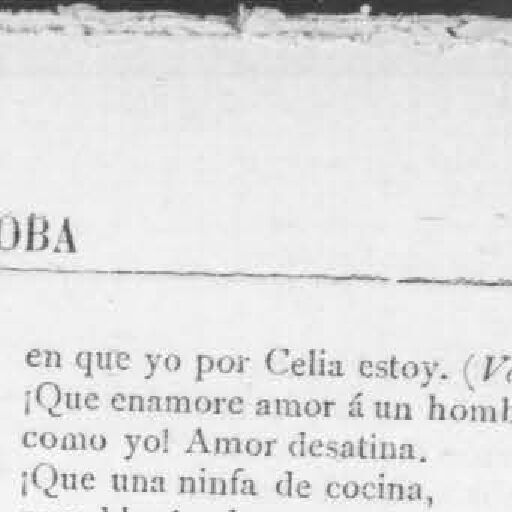 OBA
en que yo por Celia estoy. (V
¡Que enamore amor á un homb
como yo! Amor desatina.
¡Que una ninfa de cocina,